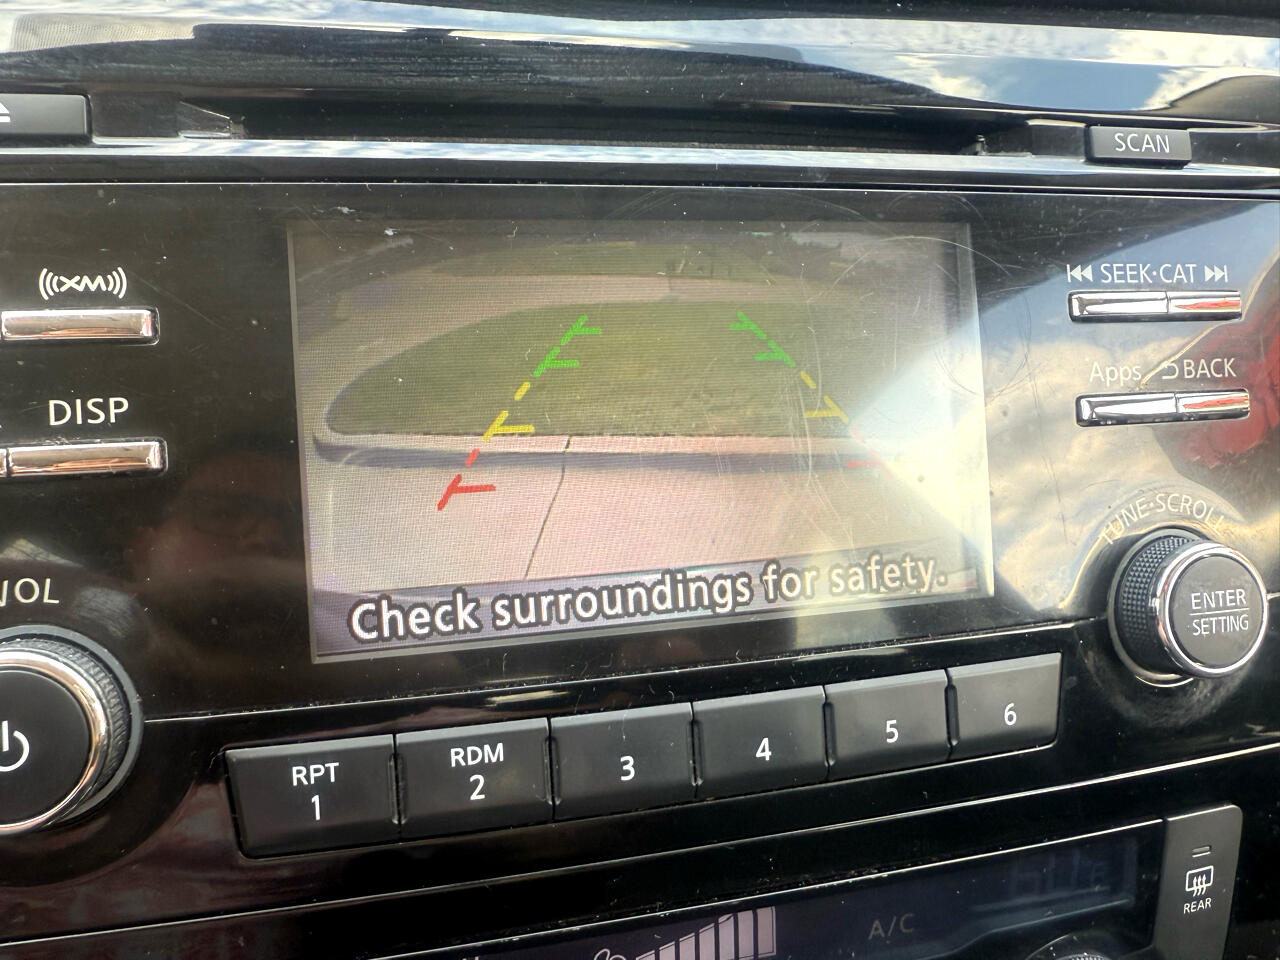 SCAN
XM
SEEK·CAT
DISP
Apps
BACK
TUNE·SCROLL
VOL
ENTER
SETTING
Check surroundings for safety.
RPT
1
RDM
2
3
4
5
6
REAR
A/C